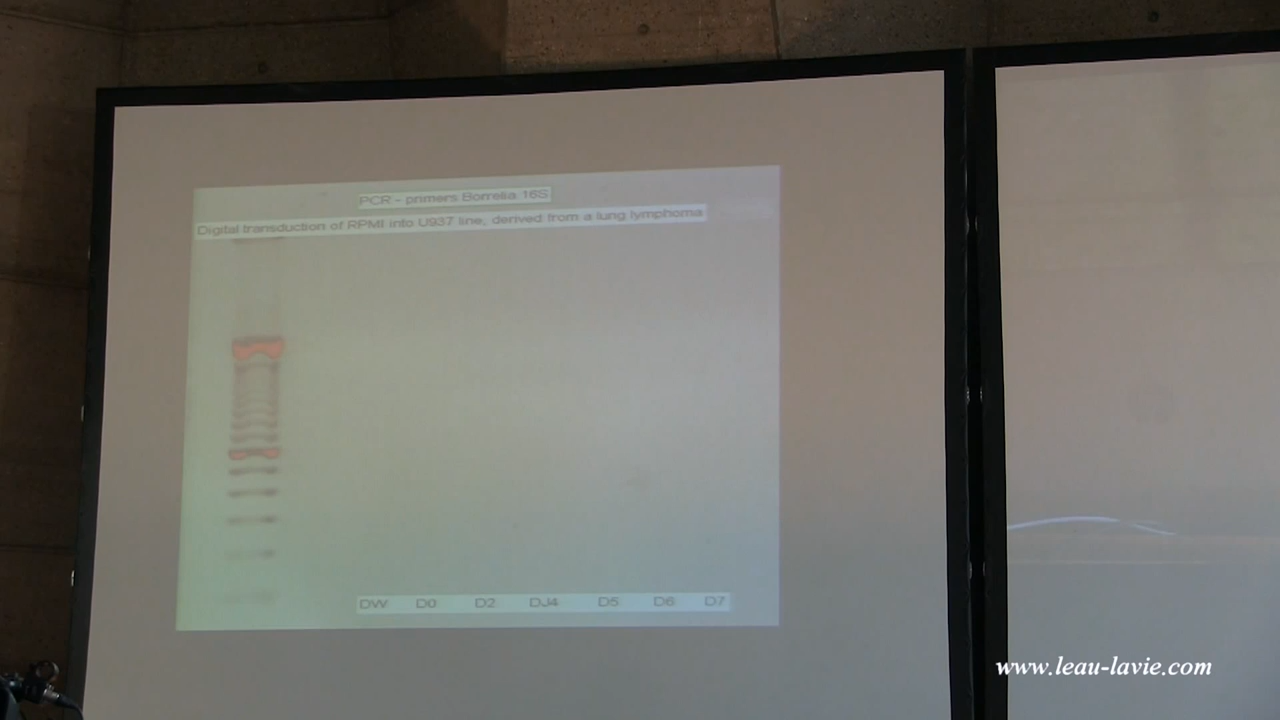 PCR - primers Borrelia 16S
Digital transduction of RPMI into U937 line, derived from a lung lymphoma
DW D0 D2 DJ4 D5 D6 D7
www.leau-lavie.com